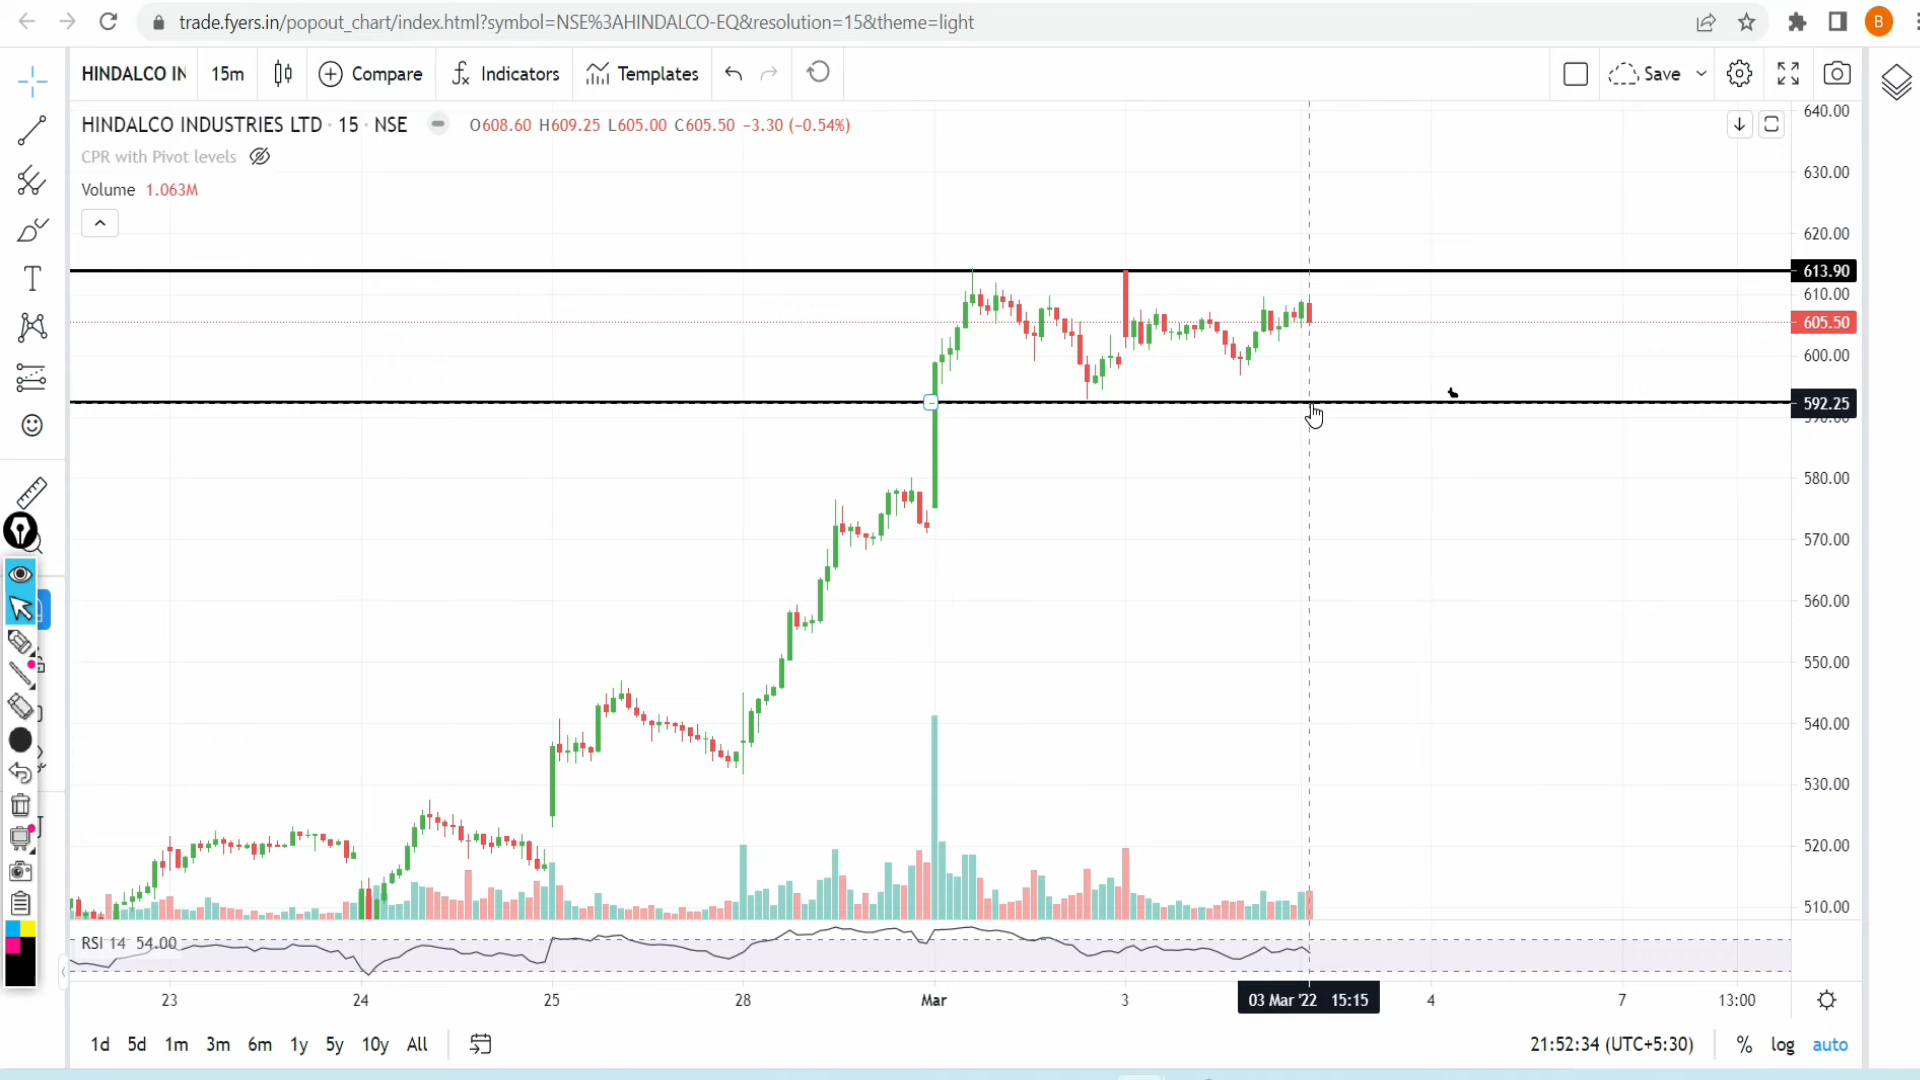 trade.fyers.in/popout_chart/index.html?symbol=NSE%3AHINDALCO-EQ&resolution=15&theme=light
B
HINDALCO IN 15m Compare Indicators Templates Save
HINDALCO INDUSTRIES LTD · 15 · NSE O608.60 H609.25 L605.00 C605.50 −3.30 (−0.54%)
CPR with Pivot levels
Volume 1.063M
640.00
630.00
620.00
613.90
610.00
605.50
600.00
592.25
580.00
570.00
560.00
550.00
540.00
530.00
520.00
510.00
RSI 14 54.00
23 24 25 28 Mar 3 03 Mar '22 15:15 4 7 13:00
1d 5d 1m 3m 6m 1y 5y 10y All 21:52:34 (UTC+5:30) % log auto